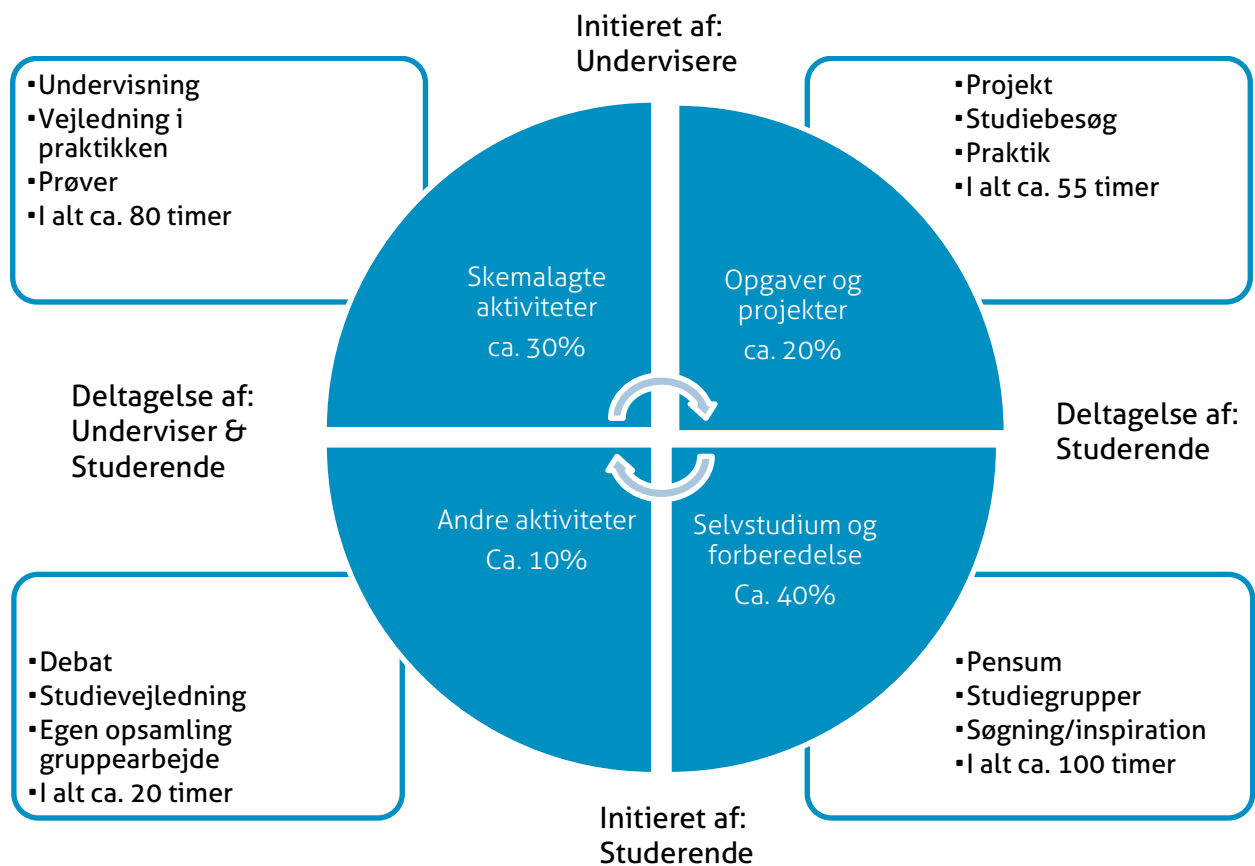 Initieret af:
Undervisere
▪Undervisning
▪Vejledning i
praktikken
▪Prøver
▪I alt ca. 80 timer
▪Projekt
▪Studiebesøg
▪Praktik
▪I alt ca. 55 timer
Skemalagte
aktiviteter
ca. 30%
Opgaver og
projekter
ca. 20%
Deltagelse af:
Underviser &
Studerende
Deltagelse af:
Studerende
Andre aktiviteter
Ca. 10%
Selvstudium og
forberedelse
Ca. 40%
▪Debat
▪Studievejledning
▪Egen opsamling
gruppearbejde
▪I alt ca. 20 timer
▪Pensum
▪Studiegrupper
▪Søgning/inspiration
▪I alt ca. 100 timer
Initieret af:
Studerende